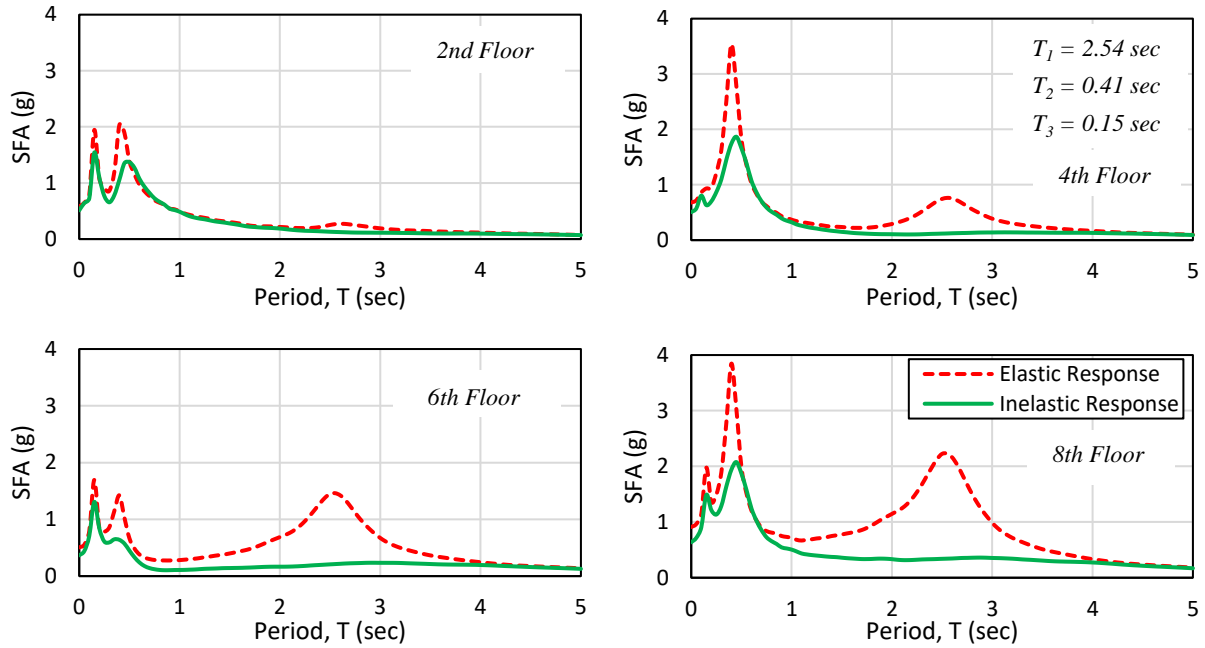 4
3
2
1
0
SFA (g)
2nd Floor
0 1 2 3 4 5
Period, T (sec)
4
3
2
1
0
SFA (g)
T1 = 2.54 sec
T2 = 0.41 sec
T3 = 0.15 sec
4th Floor
0 1 2 3 4 5
Period, T (sec)
4
3
2
1
0
SFA (g)
6th Floor
0 1 2 3 4 5
Period, T (sec)
4
3
2
1
0
SFA (g)
Elastic Response
Inelastic Response
8th Floor
0 1 2 3 4 5
Period, T (sec)